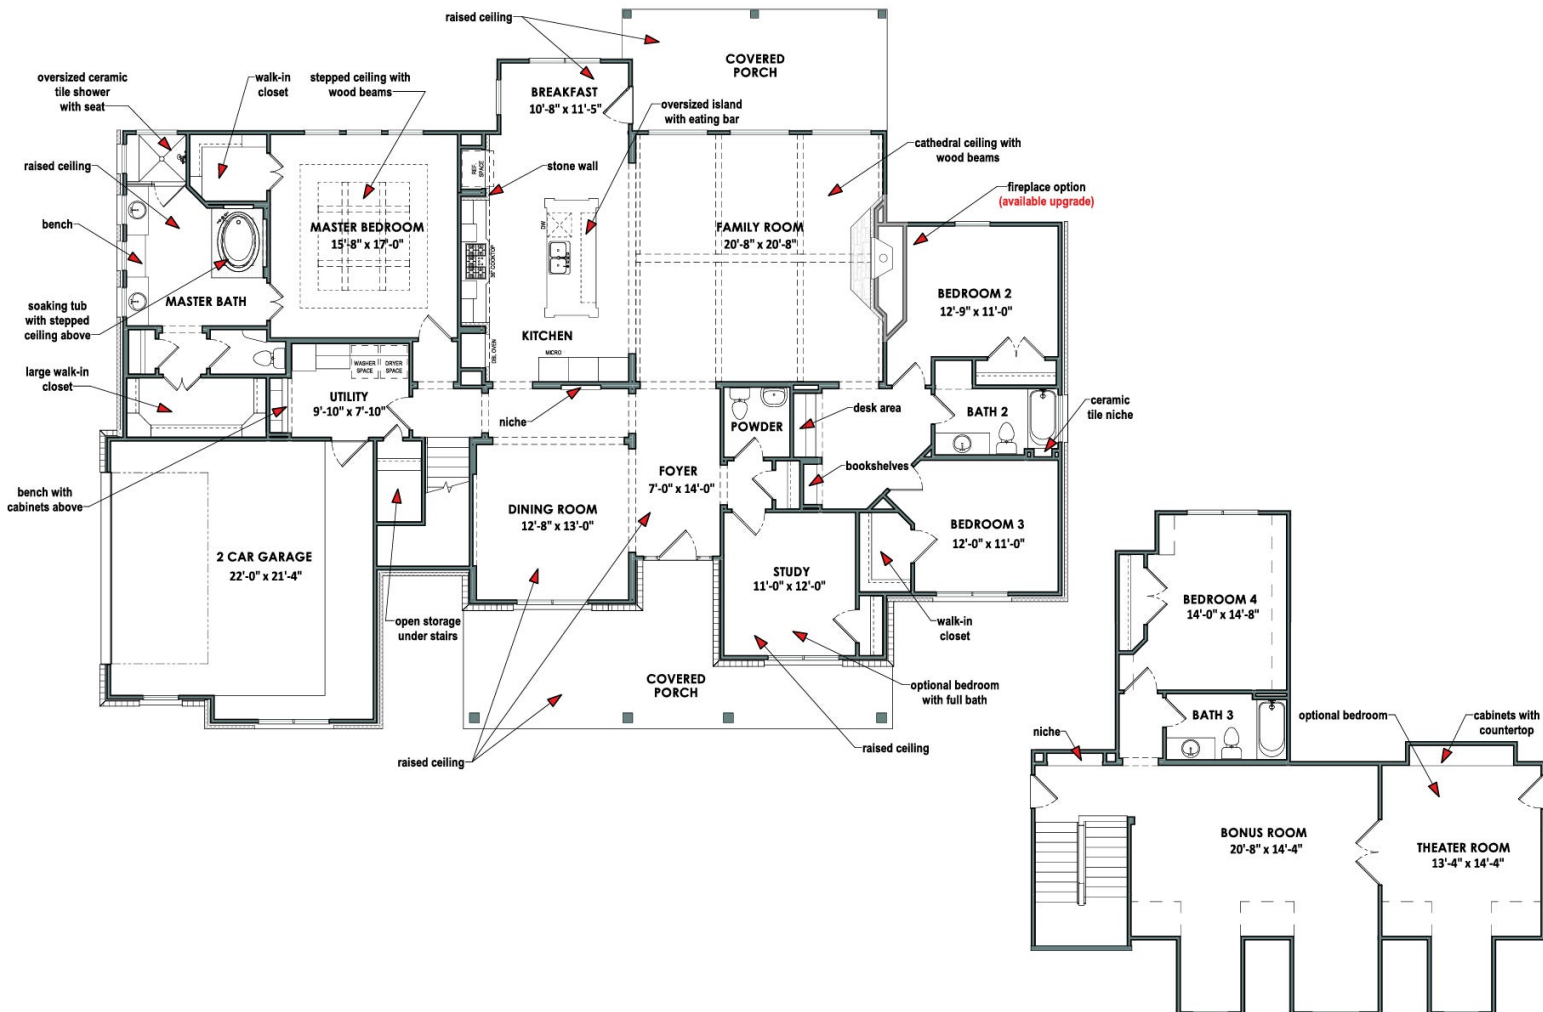 raised ceiling
COVERED
PORCH
oversized ceramic
tile shower
with seat
walk-in
closet
stepped ceiling with
wood beams
BREAKFAST
10'-8" x 11'-5"
oversized island
with eating bar
cathedral ceiling with
wood beams
raised ceiling
REF.
SPACE
stone wall
fireplace option
(available upgrade)
bench
MASTER BEDROOM
15'-8" x 17'-0"
DW
36" COOKTOP
FAMILY ROOM
20'-8" x 20'-8"
MASTER BATH
BEDROOM 2
12'-9" x 11'-0"
soaking tub
with stepped
ceiling above
KITCHEN
DBL OVEN
MICRO
large walk-in
closet
WASHER
SPACE
DRYER
SPACE
UTILITY
9'-10" x 7'-10"
niche
POWDER
desk area
BATH 2
ceramic
tile niche
bookshelves
FOYER
7'-0" x 14'-0"
bench with
cabinets above
DINING ROOM
12'-8" x 13'-0"
BEDROOM 3
12'-0" x 11'-0"
2 CAR GARAGE
22'-0" x 21'-4"
STUDY
11'-0" x 12'-0"
open storage
under stairs
walk-in
closet
BEDROOM 4
14'-0" x 14'-8"
COVERED
PORCH
optional bedroom
with full bath
raised ceiling
raised ceiling
niche
BATH 3
optional bedroom
cabinets with
countertop
BONUS ROOM
20'-8" x 14'-4"
THEATER ROOM
13'-4" x 14'-4"